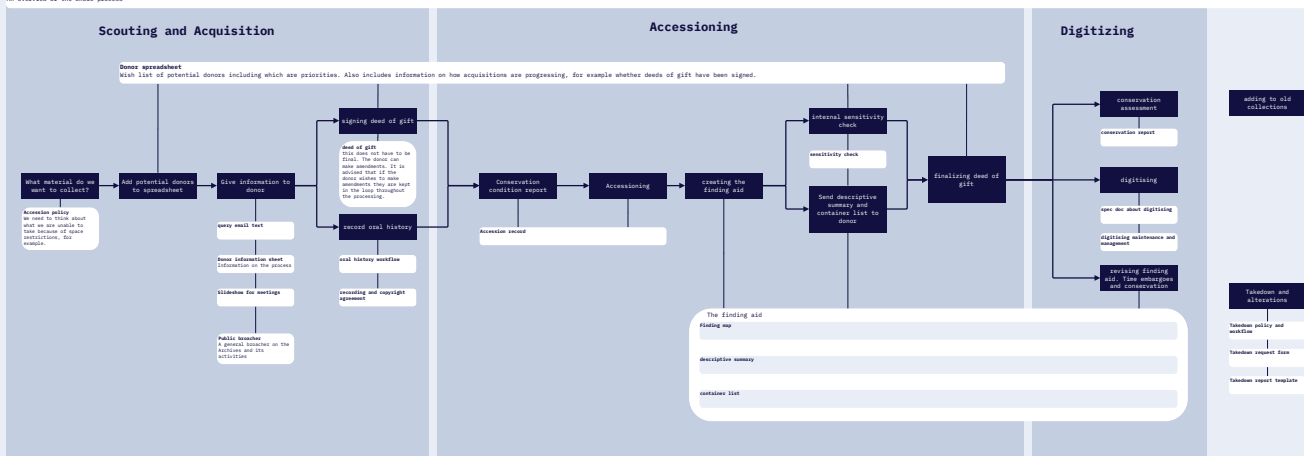 Scouting and Acquisition
Accessioning
Digitizing
Donor spreadsheet
Wish list of potential donors including which are priorities. Also includes information on how acquisitions are progressing, for example whether deeds of gift have been signed.
What material do we
want to collect?
Accession policy
We need to think about
what we are unable to
take because of space
restrictions, for
example.
Add potential donors
to spreadsheet
Give information to
donor
query email text
Donor information sheet
Information on the process
Slideshow for meetings
Public broacher
A general broacher on the
Archives and its
activities
signing deed of gift
deed of gift
this does not have to be
final. The donor can
make amendments. It is
advised that if the
donor wishes to make
amendments they are kept
in the loop throughout
the processing.
record oral history
oral history workflow
recording and copyright
agreement
Conservation
condition report
Accessioning
Accession record
creating the
finding aid
internal sensitivity
check
sensitivity check
Send descriptive
summary and
container list to
donor
finalizing deed of
gift
The finding aid
Finding map
descriptive summary
container list
conservation
assessment
conservation report
digitising
spec doc about digitising
digitising maintenance and
management
revising finding
aid. Time embargoes
and conservation
adding to old
collections
Takedown and
alterations
Takedown policy and
workflow
Takedown request form
Takedown report template